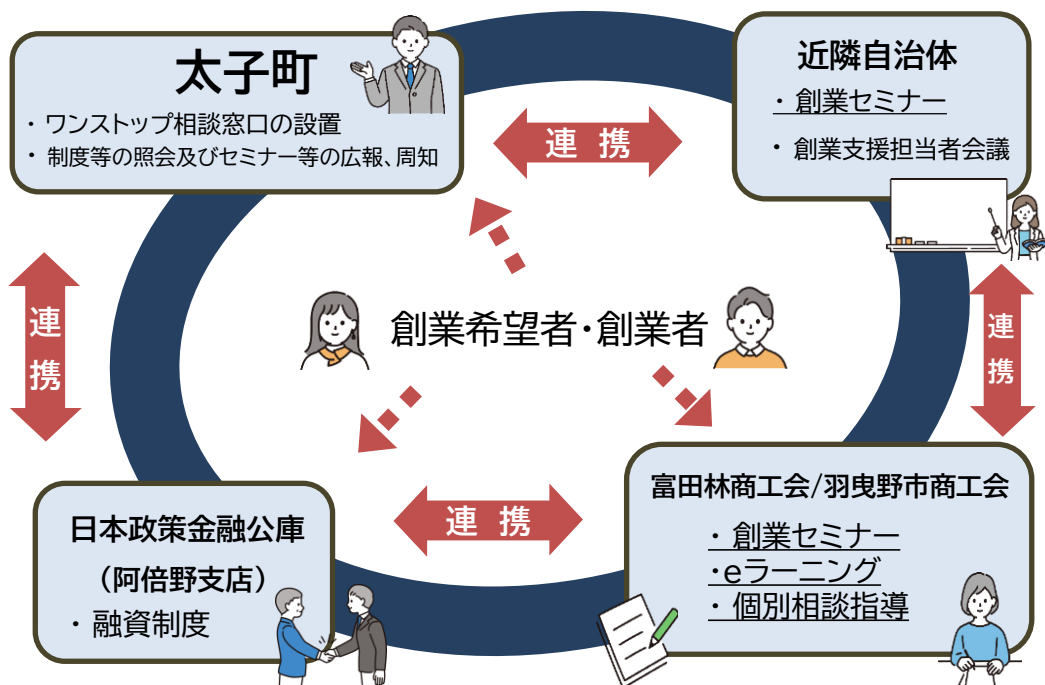 太子町
・ ワンストップ相談窓口の設置
・ 制度等の照会及びセミナー等の広報、周知
近隣自治体
・ 創業セミナー
・ 創業支援担当者会議
連 携
連携
創業希望者・創業者
連携
連 携
日本政策金融公庫
（阿倍野支店）
・ 融資制度
富田林商工会/羽曳野市商工会
・ 創業セミナー
・eラーニング
・ 個別相談指導